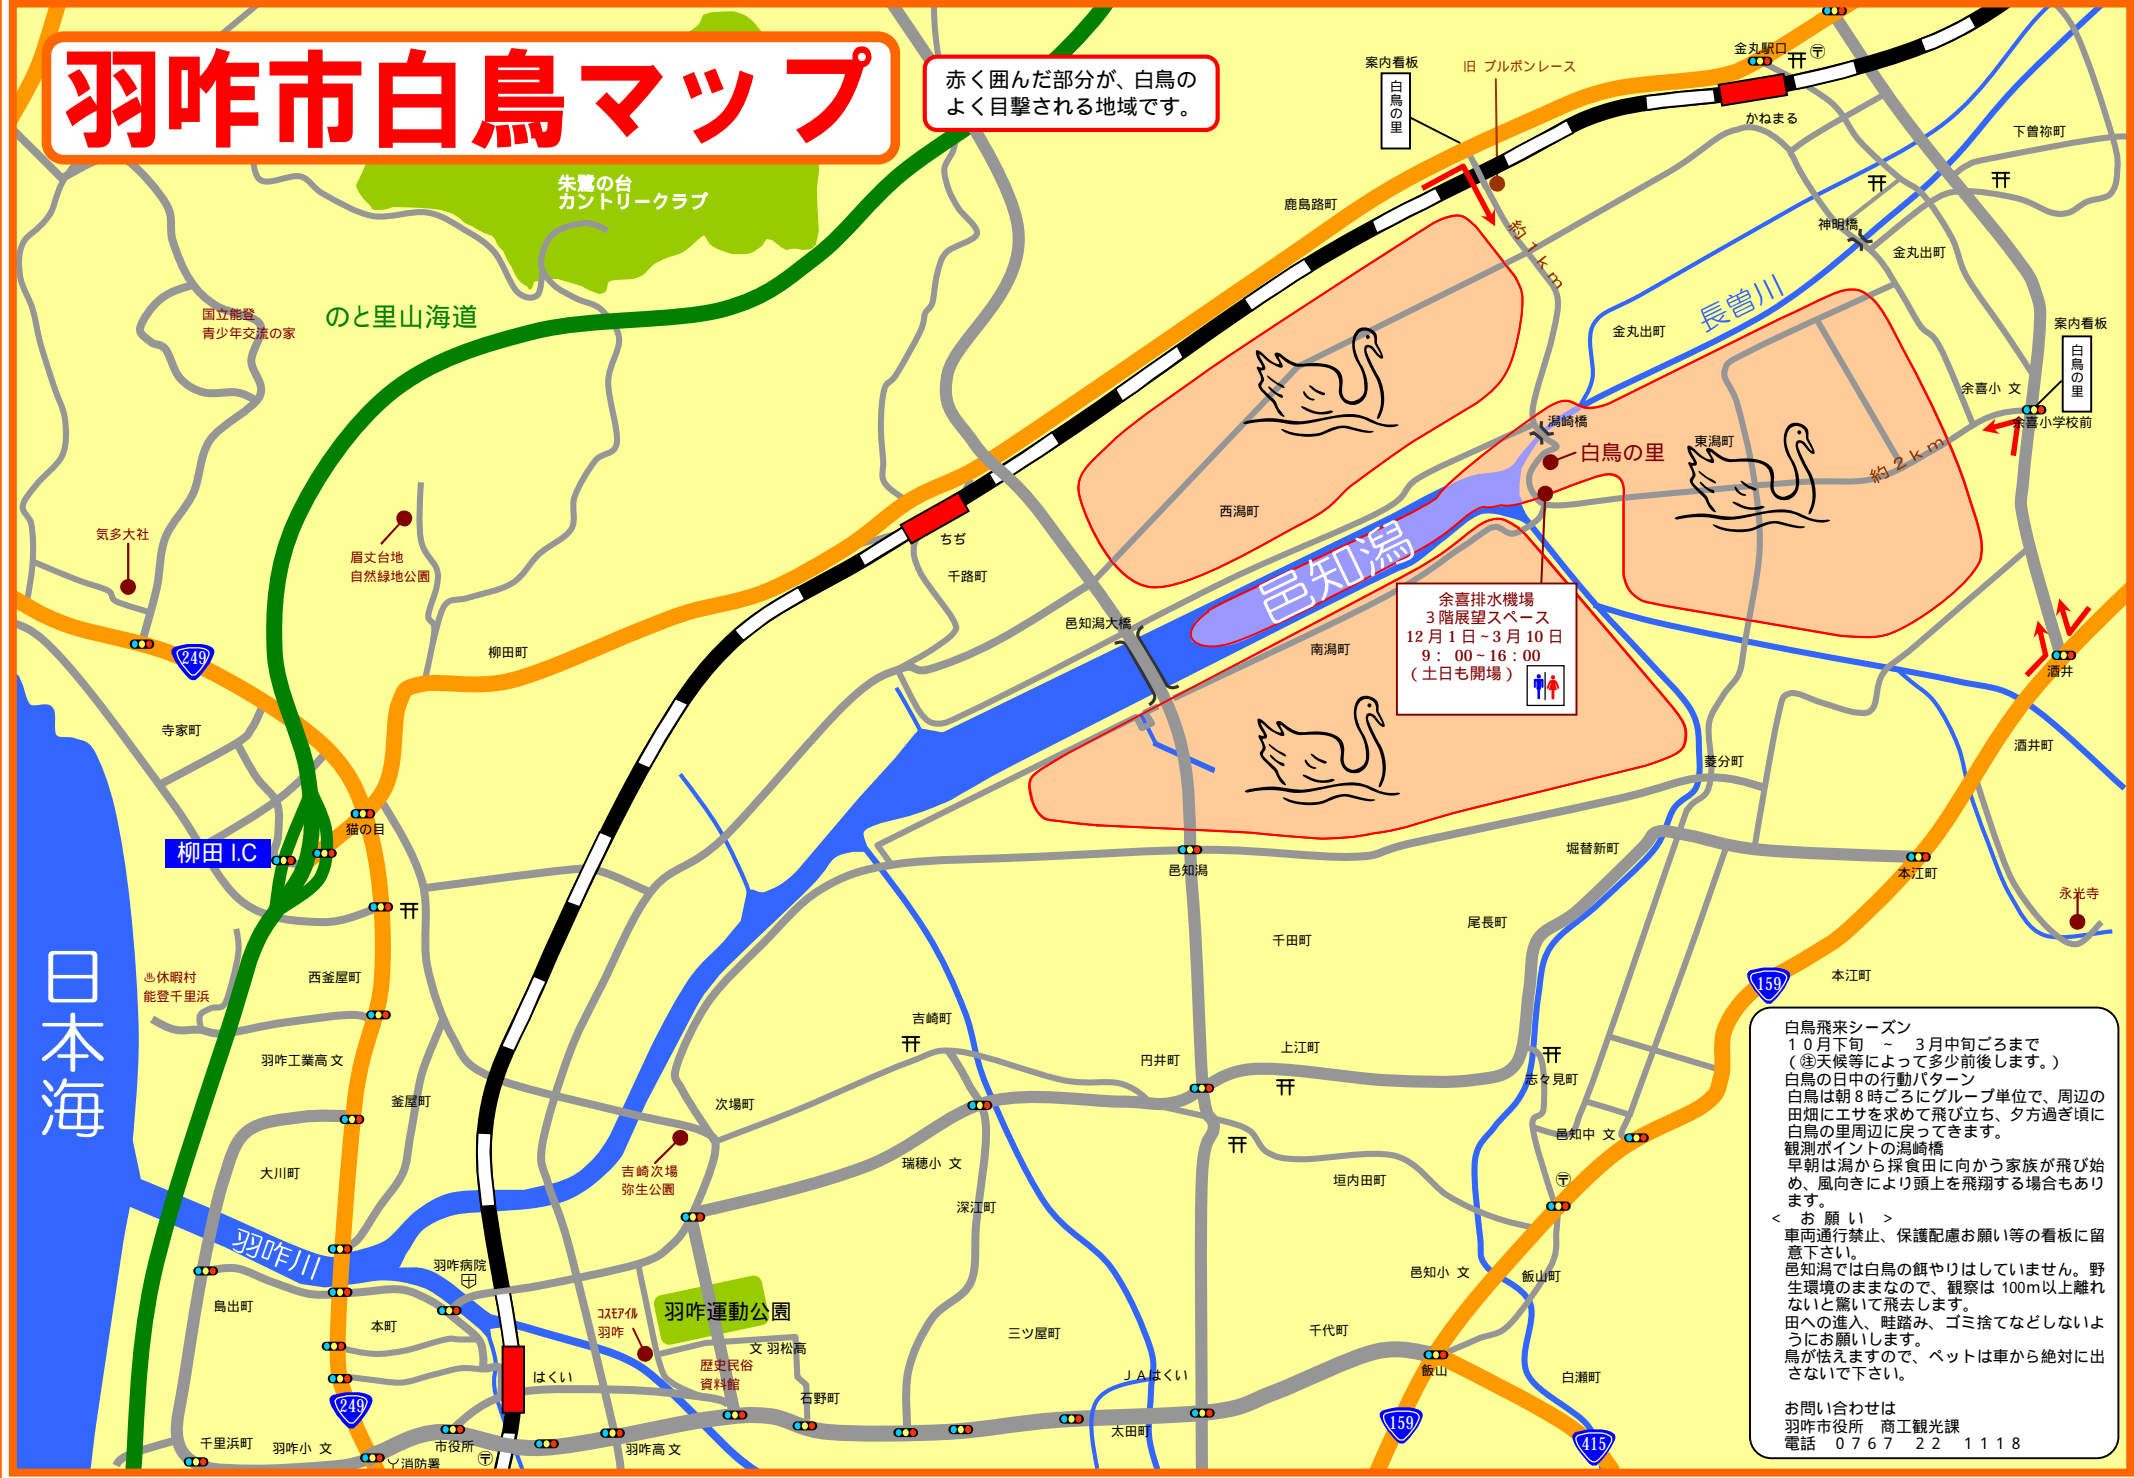 羽咋市白鳥マップ
赤く囲んだ部分が、白鳥の
よく目撃される地域です。
案内看板
白鳥の里
旧 ブルボンレース
金丸駅口
〒
かねまる
下曽祢町
朱鷺の台
カントリークラブ
鹿島路町
約１ｋｍ
神明橋
金丸出町
長曽川
国立能登
青少年交流の家
のと里山海道
金丸出町
案内看板
白鳥の里
余喜小 文
余喜小学校前
潟崎橋
白鳥の里
東潟町
約２ｋｍ
西潟町
気多大社
眉丈台地
自然緑地公園
ちぢ
千路町
邑知潟
余喜排水機場
３階展望スペース
12月1日~3月10日
9：00~16：00
（土日も開場）
邑知潟大橋
南潟町
柳田町
249
酒井
寺家町
酒井町
菱分町
猫の目
柳田 I.C
堀替新町
邑知潟
本江町
永光寺
尾長町
千田町
日本海
♨休暇村
能登千里浜
西釜屋町
159
本江町
吉崎町
羽咋工業高 文
円井町
上江町
志々見町
釜屋町
次場町
邑知中 文
吉崎次場
弥生公園
瑞穂小 文
大川町
垣内田町
〒
深江町
羽咋川
羽咋病院
邑知小 文
飯山町
島出町
本町
コスモアイル
羽咋
羽咋運動公園
文 羽松高
三ツ屋町
千代町
歴史民俗
資料館
はくい
ＪＡはくい
飯山
白瀬町
石野町
249
159
415
千里浜町
羽咋小 文
市役所
〒
Y消防署
羽咋高 文
太田町
白鳥飛来シーズン
１０月下旬　~　３月中旬ごろまで
（㊟天候等によって多少前後します。）
白鳥の日中の行動パターン
白鳥は朝８時ごろにグループ単位で、周辺の
田畑にエサを求めて飛び立ち、夕方過ぎ頃に
白鳥の里周辺に戻ってきます。
観測ポイントの潟崎橋
早朝は潟から採食田に向かう家族が飛び始
め、風向きにより頭上を飛翔する場合もあり
ます。
<　お 願 い　>
車両通行禁止、保護配慮お願い等の看板に留
意下さい。
邑知潟では白鳥の餌やりはしていません。野
生環境のままなので、観察は 100m以上離れ
ないと驚いて飛去します。
田への進入、畦踏み、ゴミ捨てなどしないよ
うにお願いします。
鳥が怯えますので、ペットは車から絶対に出
さないで下さい。
お問い合わせは
羽咋市役所　商工観光課
電話　０７６７　２２　１１１８